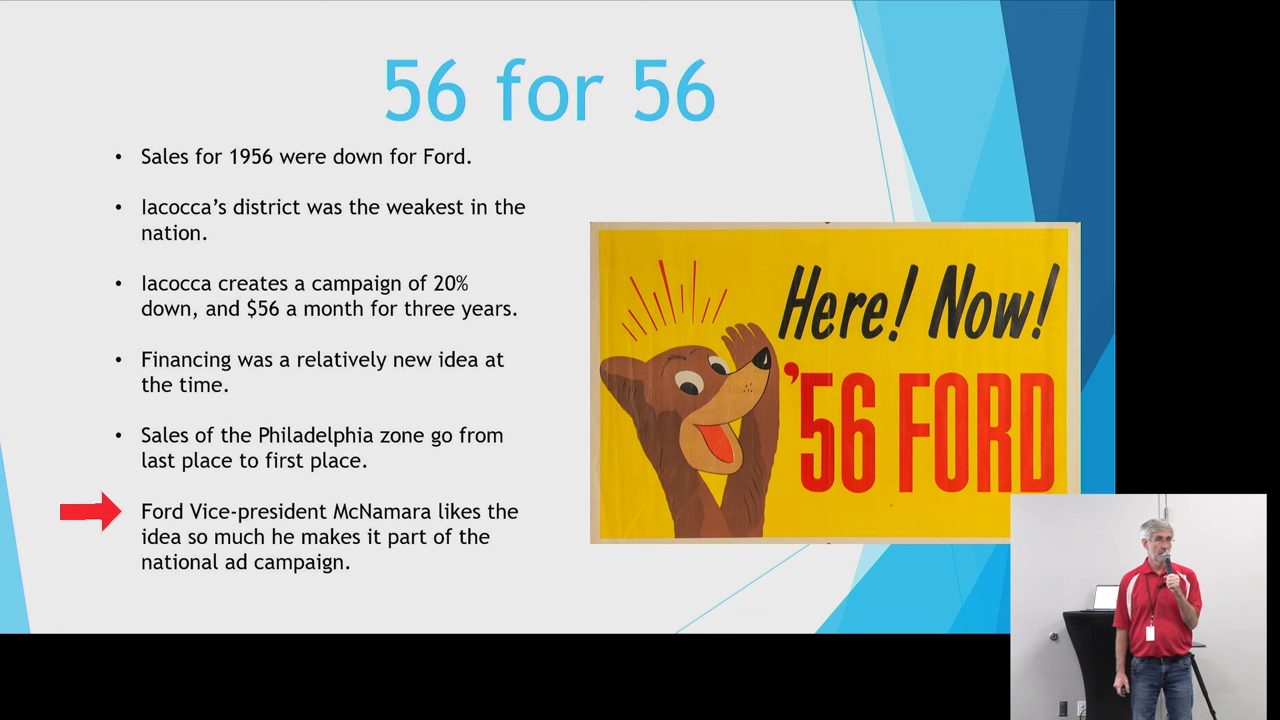 56 for 56
• Sales for 1956 were down for Ford.
• Iacocca’s district was the weakest in the
nation.
• Iacocca creates a campaign of 20%
down, and $56 a month for three years.
• Financing was a relatively new idea at
the time.
• Sales of the Philadelphia zone go from
last place to first place.
• Ford Vice-president McNamara likes the
idea so much he makes it part of the
national ad campaign.
Here! Now!
’56 FORD